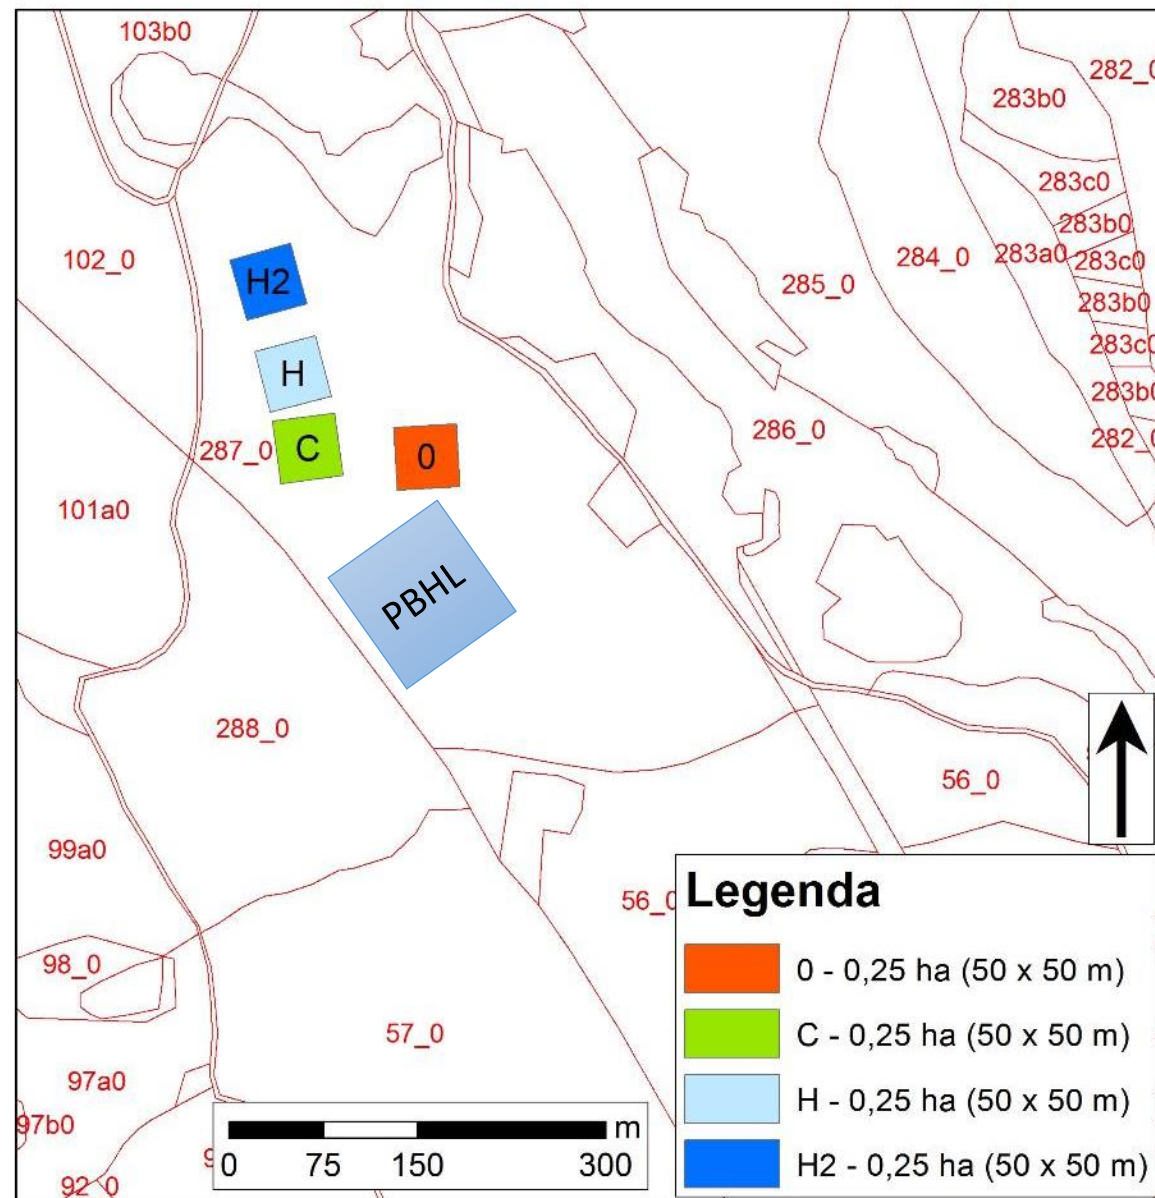 103b0
282_0
283b0
283c0
283b0
102_0
284_0
283a0
283c0
H2
285_0
283b0
283c0
H
283b0
286_0
282_0
287_0
C
0
101a0
PBHL
288_0
56_0
99a0
56_0
Legenda
0 - 0,25 ha (50 x 50 m)
C - 0,25 ha (50 x 50 m)
H - 0,25 ha (50 x 50 m)
H2 - 0,25 ha (50 x 50 m)
98_0
57_0
97a0
97b0
m
0 75 150 300
92_0